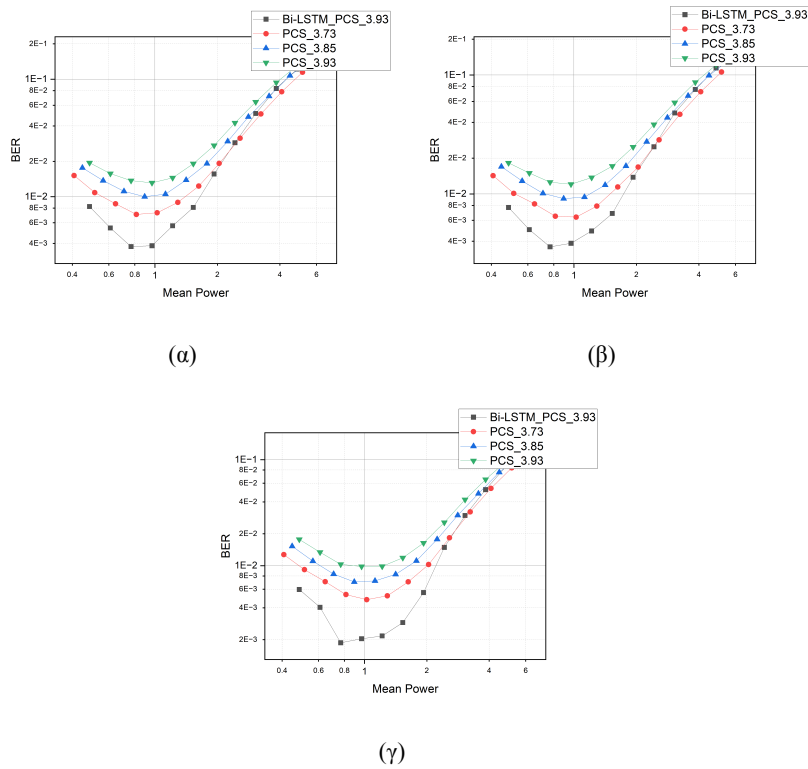 Bi-LSTM_PCS_3.93
PCS_3.73
PCS_3.85
PCS_3.93
2E−1
1E−1
8E−2
6E−2
4E−2
2E−2
1E−2
8E−3
6E−3
4E−3
BER
0.4 0.6 0.8 1 2 4 6
Mean Power
(α)
Bi-LSTM_PCS_3.93
PCS_3.73
PCS_3.85
PCS_3.93
2E−1
1E−1
8E−2
6E−2
4E−2
2E−2
1E−2
8E−3
6E−3
4E−3
BER
0.4 0.6 0.8 1 2 4 6
Mean Power
(β)
Bi-LSTM_PCS_3.93
PCS_3.73
PCS_3.85
PCS_3.93
1E−1
8E−2
6E−2
4E−2
2E−2
1E−2
8E−3
6E−3
4E−3
2E−3
BER
0.4 0.6 0.8 1 2 4 6
Mean Power
(γ)